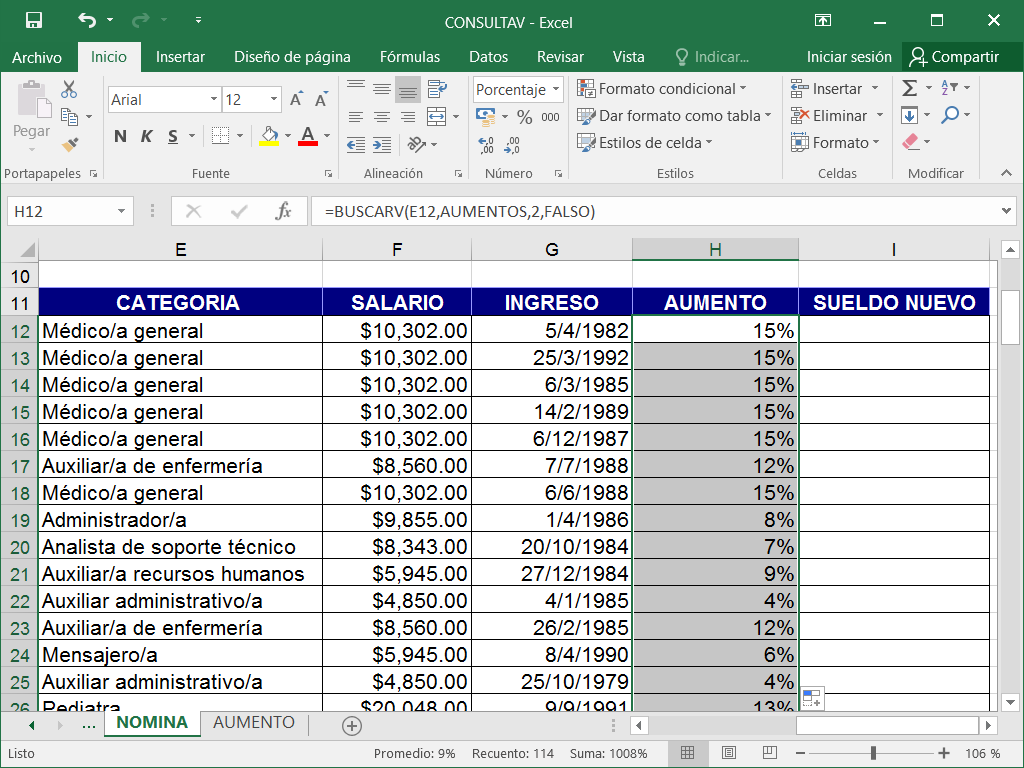 CONSULTAV - Excel
Archivo Inicio Insertar Diseño de página Fórmulas Datos Revisar Vista Indicar... Iniciar sesión Compartir
Pegar
Arial 12
N K S A A A
Porcentaje
% 000
Formato condicional
Dar formato como tabla
Estilos de celda
Insertar
Eliminar
Formato
Portapapeles Fuente Alineación Número Estilos Celdas Modificar
H12 fx =BUSCARV(E12,AUMENTOS,2,FALSO)
E F G H I
10
11 CATEGORIA SALARIO INGRESO AUMENTO SUELDO NUEVO
12 Médico/a general $10,302.00 5/4/1982 15%
13 Médico/a general $10,302.00 25/3/1992 15%
14 Médico/a general $10,302.00 6/3/1985 15%
15 Médico/a general $10,302.00 14/2/1989 15%
16 Médico/a general $10,302.00 6/12/1987 15%
17 Auxiliar/a de enfermería $8,560.00 7/7/1988 12%
18 Médico/a general $10,302.00 6/6/1988 15%
19 Administrador/a $9,855.00 1/4/1986 8%
20 Analista de soporte técnico $8,343.00 20/10/1984 7%
21 Auxiliar/a recursos humanos $5,945.00 27/12/1984 9%
22 Auxiliar administrativo/a $4,850.00 4/1/1985 4%
23 Auxiliar/a de enfermería $8,560.00 26/2/1985 12%
24 Mensajero/a $5,945.00 8/4/1990 6%
25 Auxiliar administrativo/a $4,850.00 25/10/1979 4%
26 Pediatra $20,048.00 9/9/1991 13%
... NOMINA AUMENTO
Listo Promedio: 9% Recuento: 114 Suma: 1008% 106 %